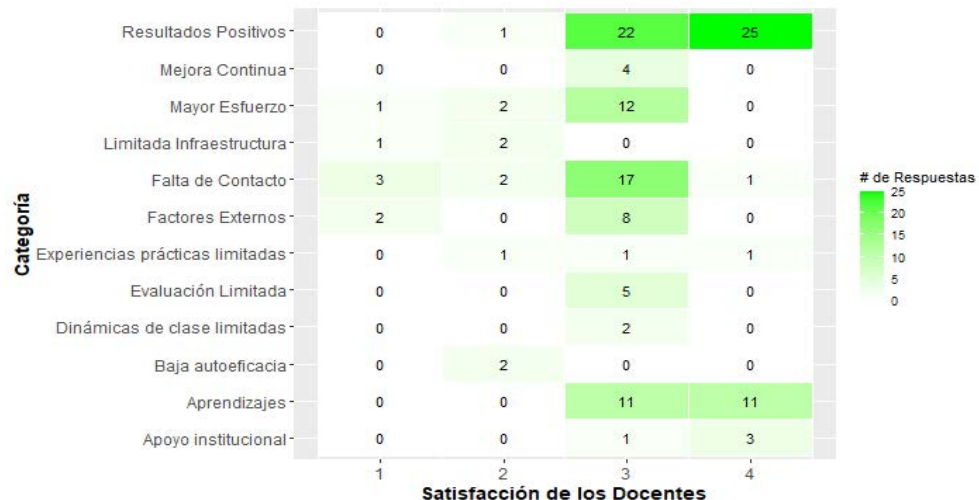 Resultados Positivos 0 1 22 25
Mejora Continua 0 0 4 0
Mayor Esfuerzo 1 2 12 0
Limitada Infraestructura 1 2 0 0
Falta de Contacto 3 2 17 1
Factores Externos 2 0 8 0
Experiencias prácticas limitadas 0 1 1 1
Evaluación Limitada 0 0 5 0
Dinámicas de clase limitadas 0 0 2 0
Baja autoeficacia 0 2 0 0
Aprendizajes 0 0 11 11
Apoyo institucional 0 0 1 3
1 2 3 4
Satisfacción de los Docentes
Categoría
# de Respuestas
25
20
15
10
5
0